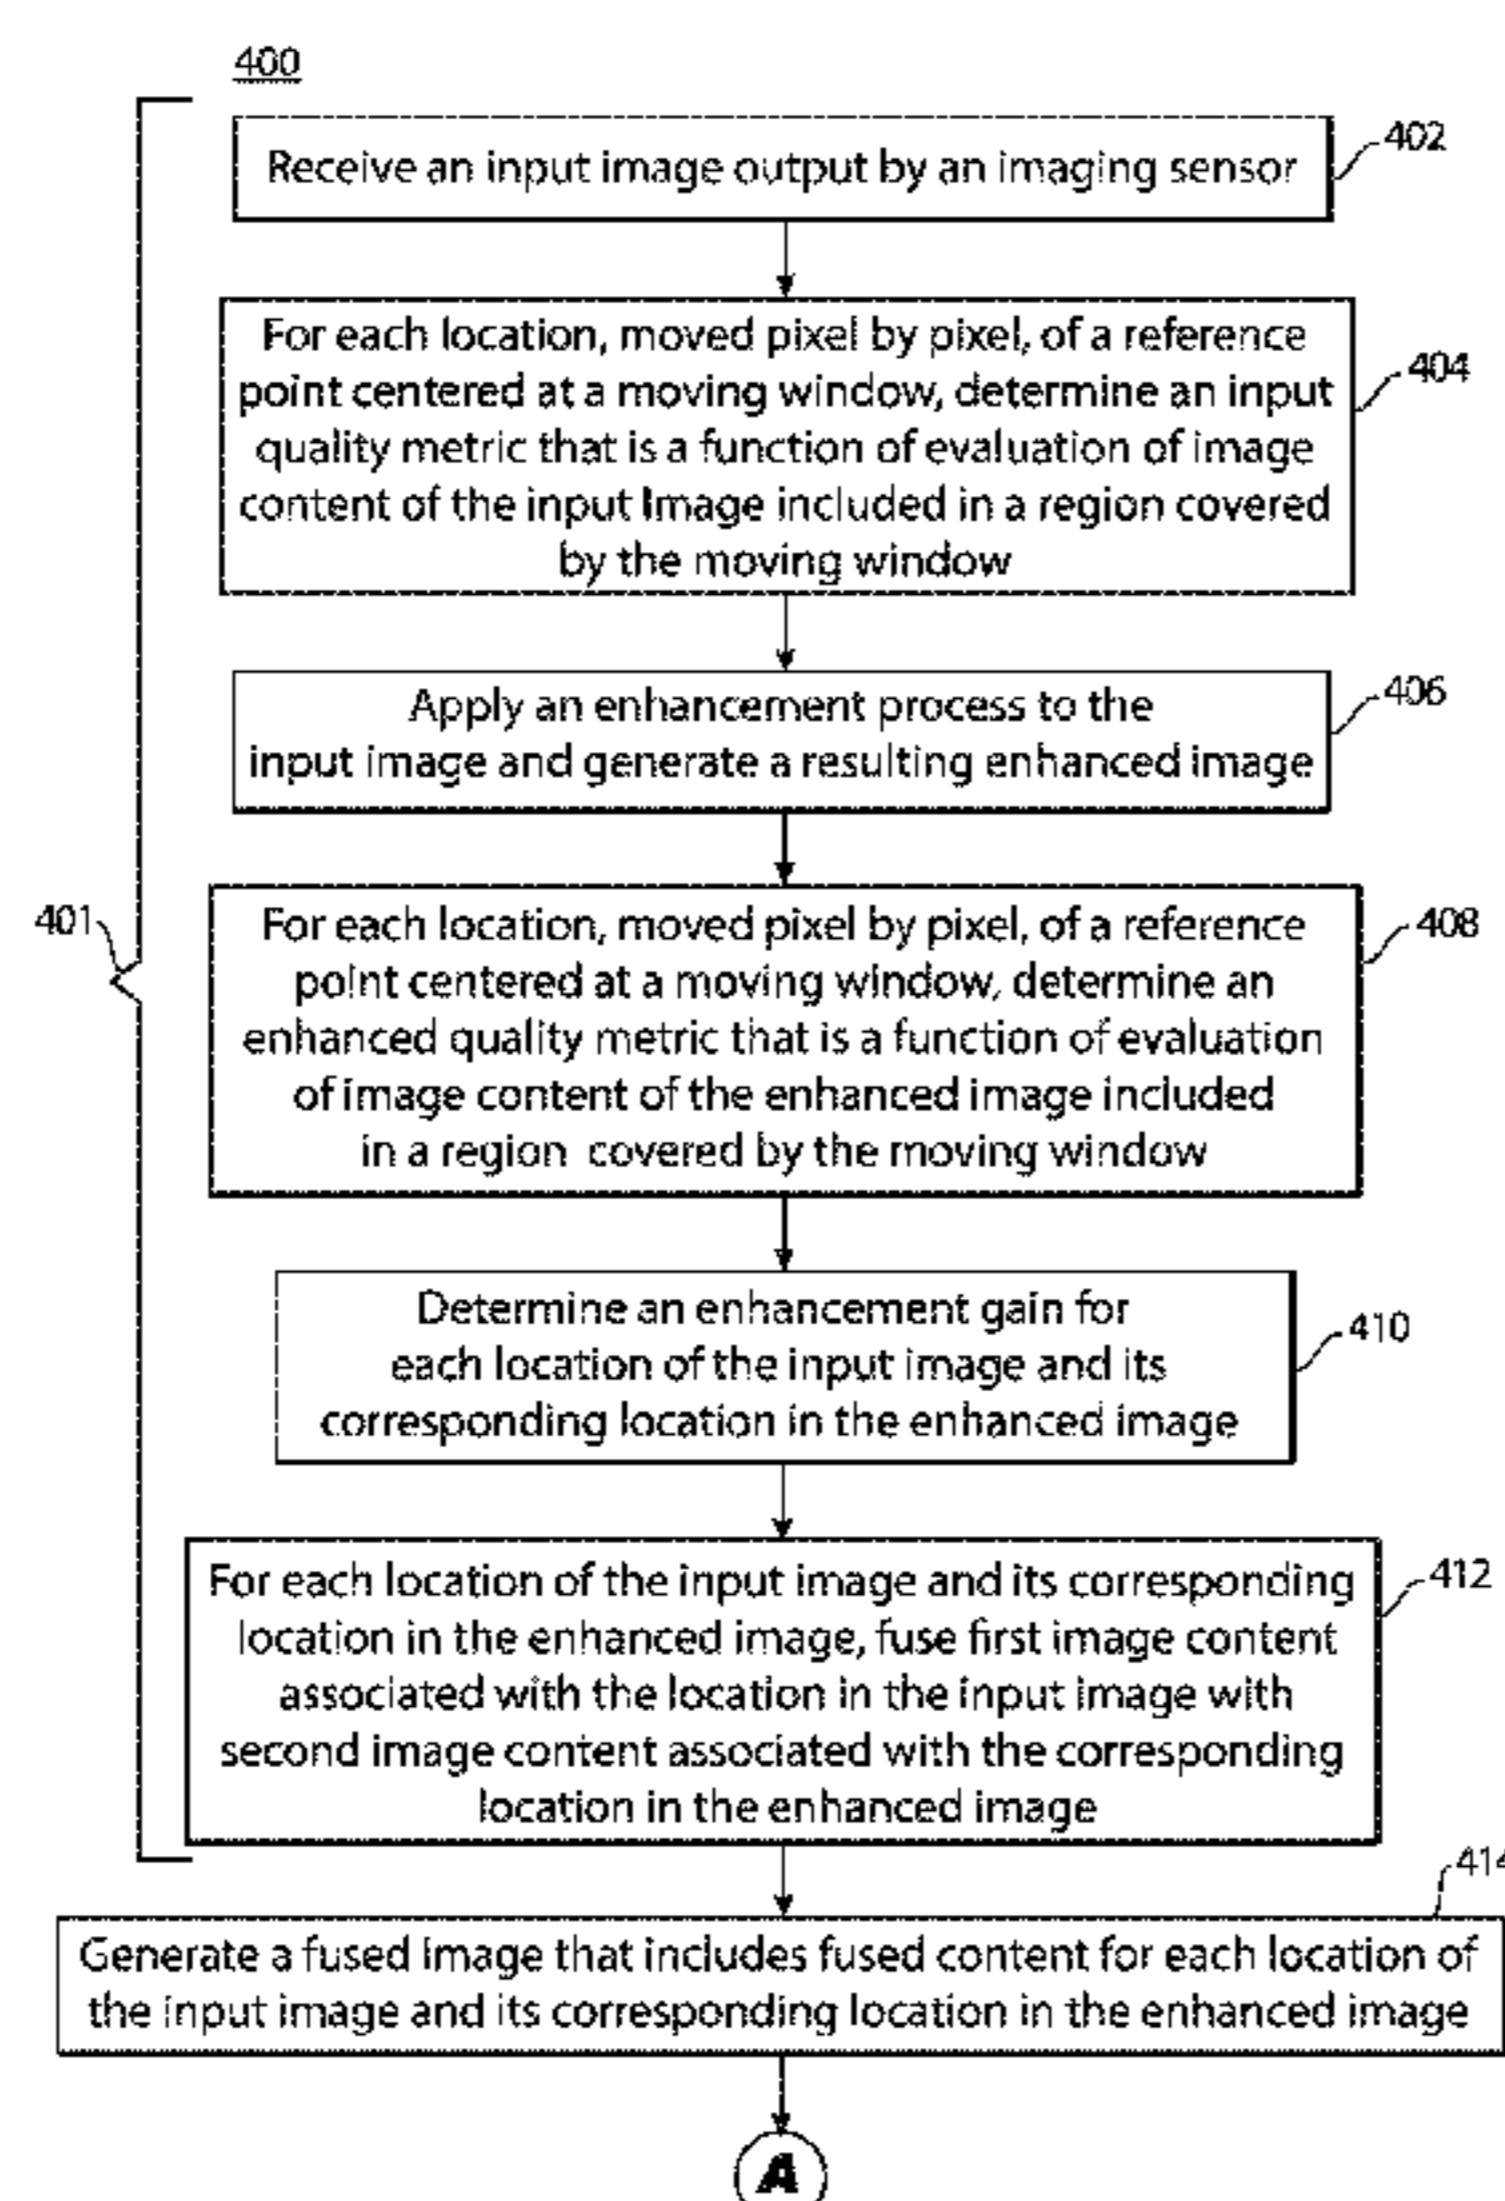 400
Receive an input image output by an imaging sensor
402
For each location, moved pixel by pixel, of a reference
point centered at a moving window, determine an input
quality metric that is a function of evaluation of image
content of the input image included in a region covered
by the moving window
404
Apply an enhancement process to the
input image and generate a resulting enhanced image
406
401
For each location, moved pixel by pixel, of a reference
point centered at a moving window, determine an
enhanced quality metric that is a function of evaluation
of image content of the enhanced image included
in a region covered by the moving window
408
Determine an enhancement gain for
each location of the input image and its
corresponding location in the enhanced image
410
For each location of the input image and its corresponding
location in the enhanced image, fuse first image content
associated with the location in the input image with
second image content associated with the corresponding
location in the enhanced image
412
414
Generate a fused image that includes fused content for each location of
the input image and its corresponding location in the enhanced image
A